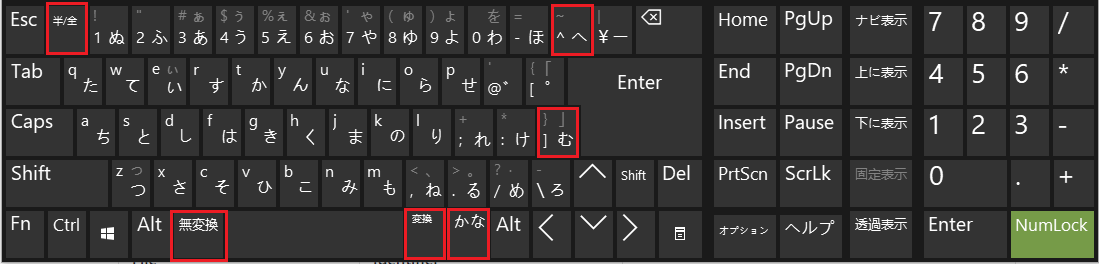 Esc 半/全 ! 1 ぬ " 2 ふ # ぁ 3 あ $ ぅ 4 う % ぇ 5 え & ぉ 6 お ' ゃ 7 や ( ゅ 8 ゆ ) ょ 9 よ を 0 わ = - ほ ~ ^ へ | ¥ ー Home PgUp ナビ表示 7 8 9 /
Tab q た w て e ぃ い r す t か y ん u な i に o ら p せ ` @ ゛ { 「 [ ゜ Enter End PgDn 上に表示 4 5 6 *
Caps a ち s と d し f は g き h く j ま k の l り + ; れ * : け } 」 ] む Insert Pause 下に表示 1 2 3 -
Shift z っ つ x さ c そ v ひ b こ n み m も < 、 , ね > 。 . る ? ・ / め _ \ ろ Shift Del PrtScn ScrLk 固定表示 0 . +
Fn Ctrl Alt 無変換 変換 かな Alt オプション ヘルプ 透過表示 Enter NumLock